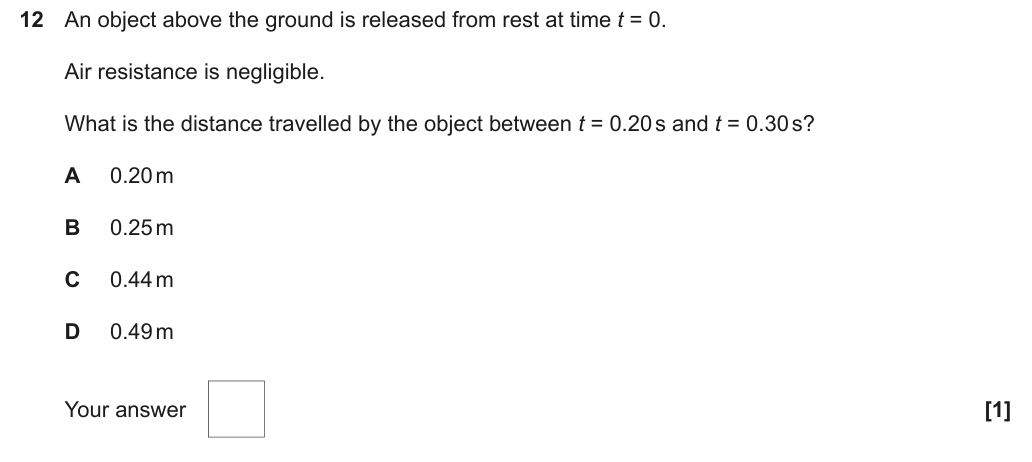 12 An object above the ground is released from rest at time t = 0.
Air resistance is negligible.
What is the distance travelled by the object between t = 0.20 s and t = 0.30 s?
A 0.20 m
B 0.25 m
C 0.44 m
D 0.49 m
Your answer [1]